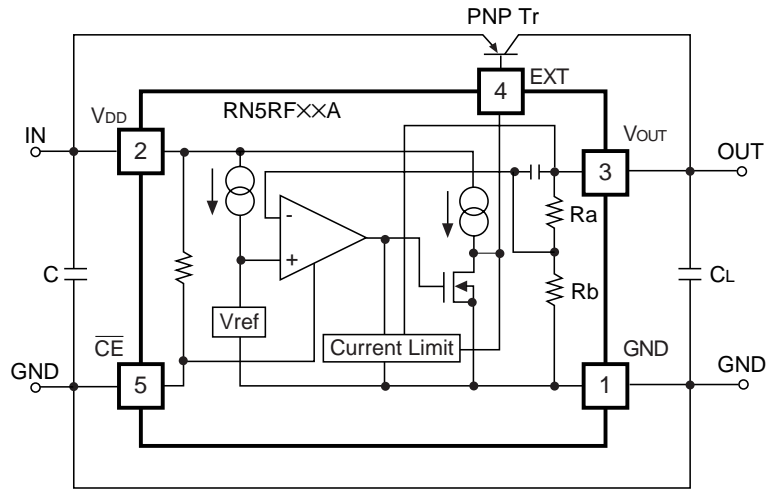 PNP Tr
EXT
4
RN5RF××A
VDD
VOUT
IN
OUT
2
3
Ra
-
+
C
CL
Rb
Vref
CE
Current Limit
GND
GND
GND
5
1